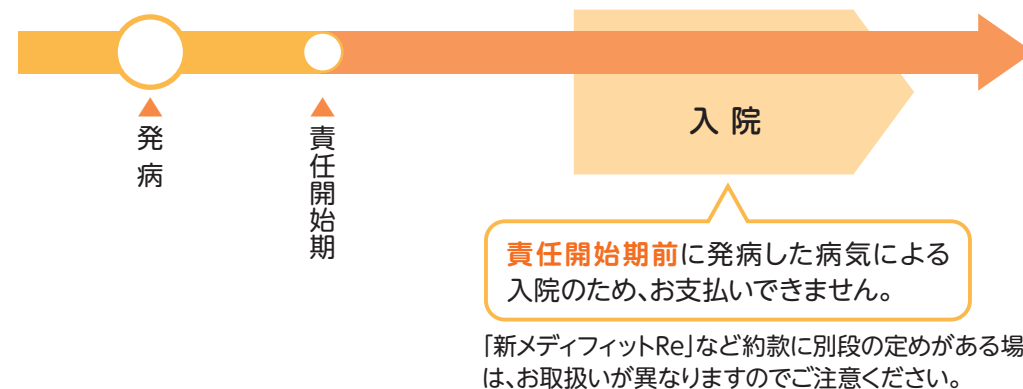 発病
責任開始期
入院
責任開始期前に発病した病気による
入院のため、お支払いできません。
「新メディフィットRe」など約款に別段の定めがある場
は、お取扱いが異なりますのでご注意ください。